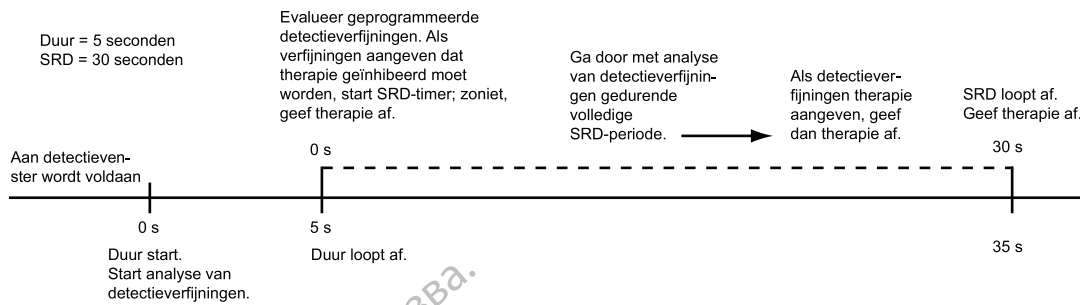 Duur = 5 seconden
SRD = 30 seconden
Evalueer geprogrammeerde
detectieverfijningen. Als
verfijningen aangeven dat
therapie geïnhibeerd moet
worden, start SRD-timer; zoniet,
geef therapie af.
Ga door met analyse
van detectieverfijnin-
gen gedurende
volledige
SRD-periode.
Als detectiever-
fijningen therapie
aangeven, geef
dan therapie af.
SRD loopt af.
Geef therapie af.
Aan detectieven-
ster wordt voldaan
0 s
30 s
0 s
5 s
35 s
Duur start.
Start analyse van
detectieverfijningen.
Duur loopt af.